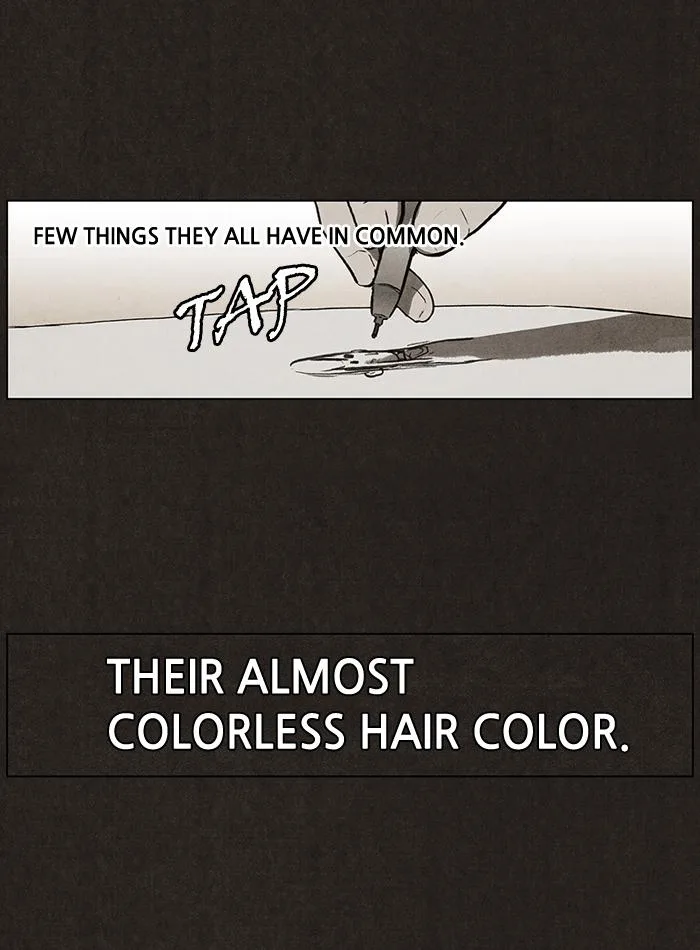 FEW THINGS THEY ALL HAVE IN COMMON.
TAP
THEIR ALMOST
COLORLESS HAIR COLOR.